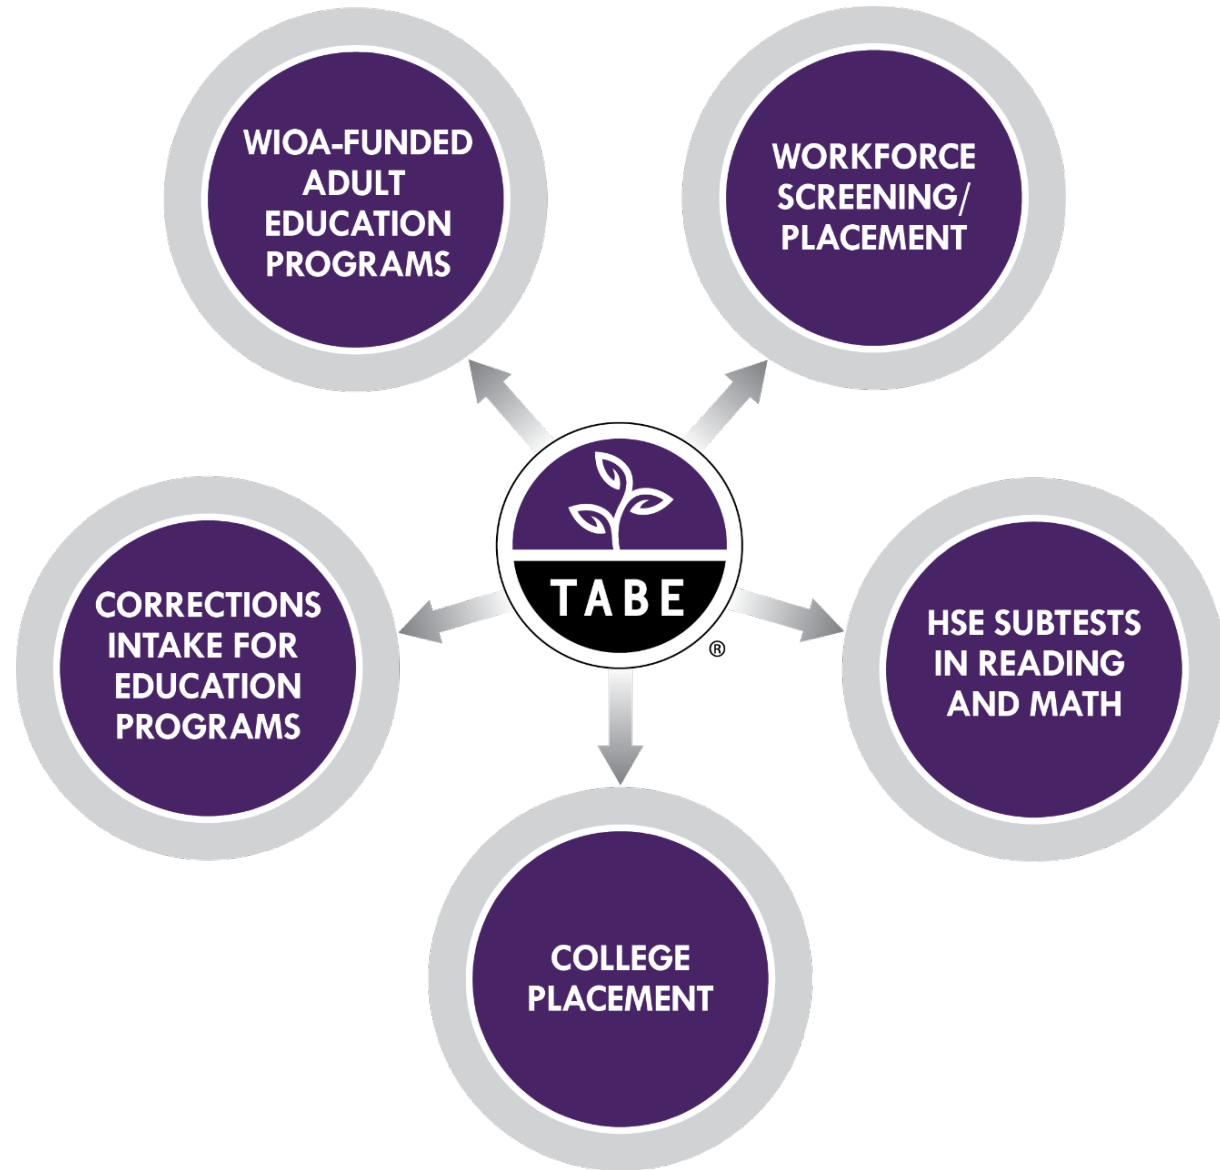 WIOA-FUNDED
ADULT
EDUCATION
PROGRAMS
WORKFORCE
SCREENING/
PLACEMENT
TABE
®
CORRECTIONS
INTAKE FOR
EDUCATION
PROGRAMS
HSE SUBTESTS
IN READING
AND MATH
COLLEGE
PLACEMENT